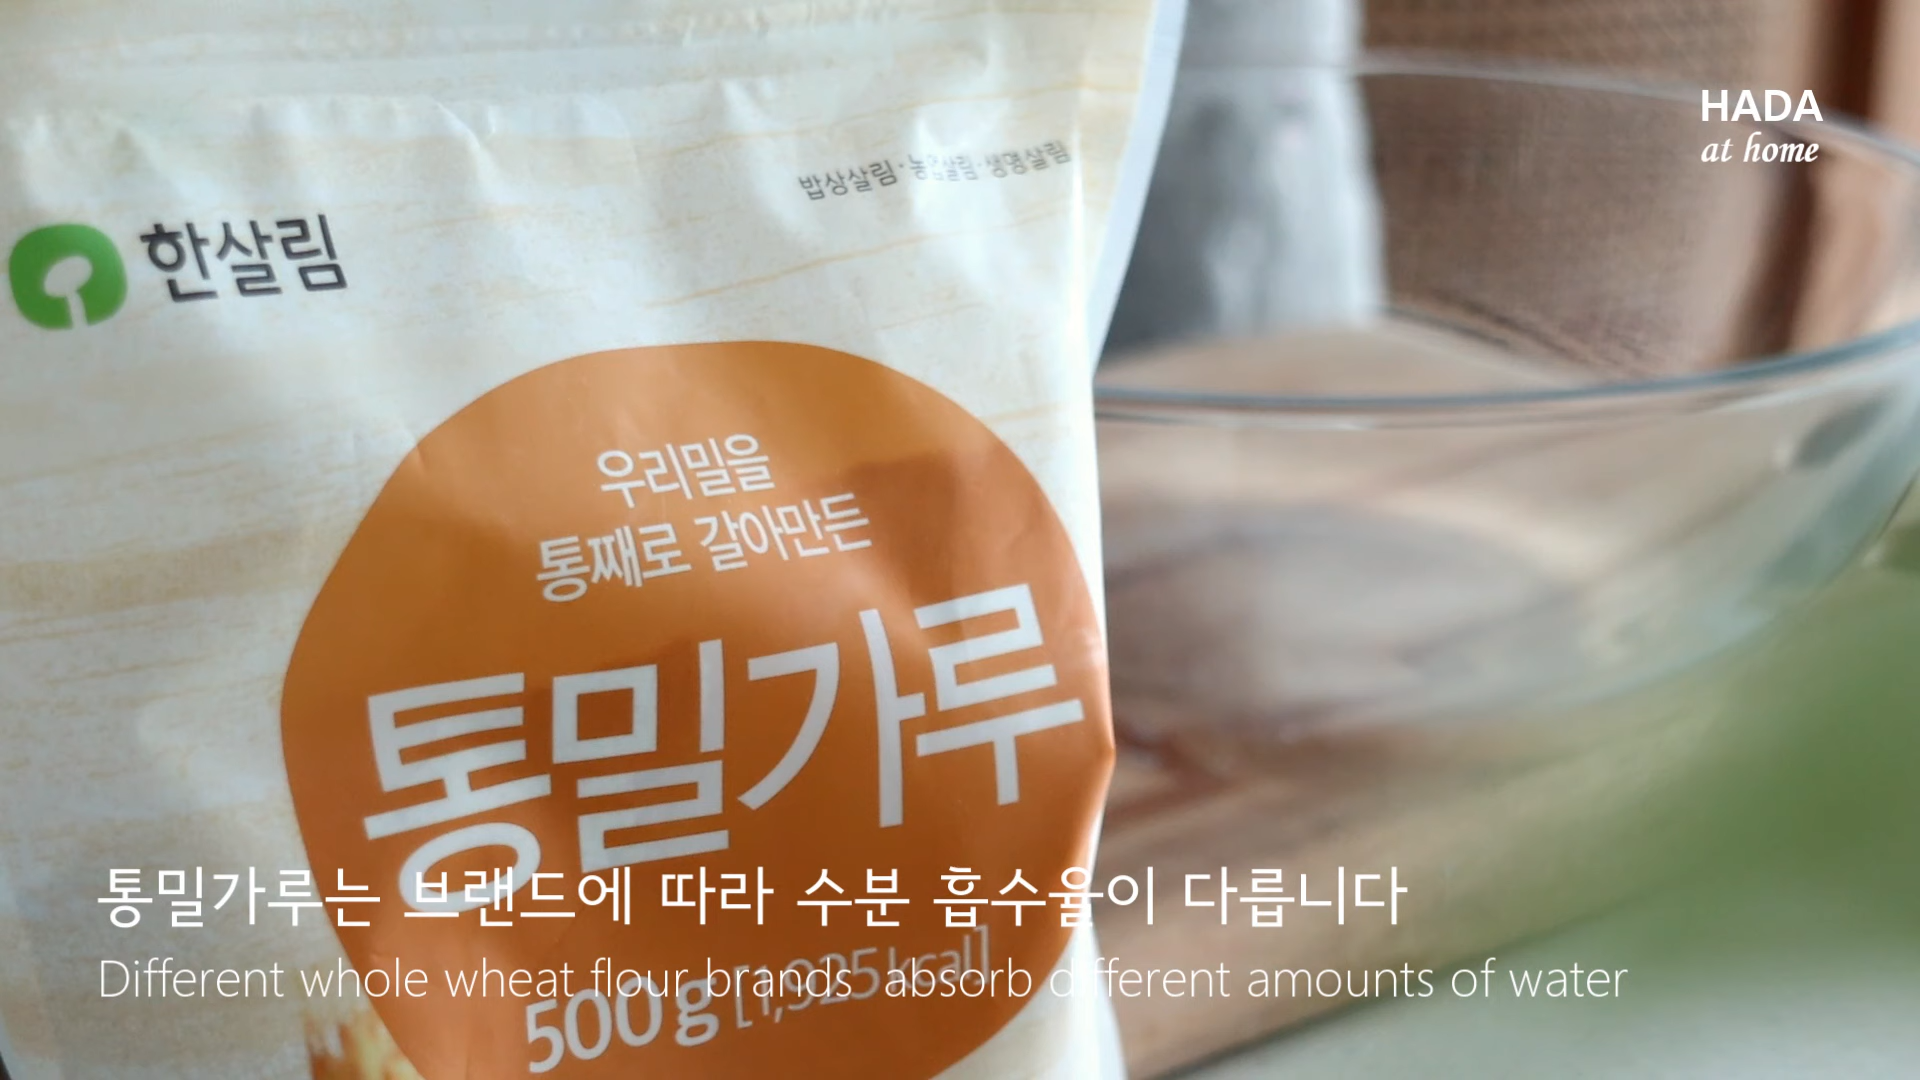 HADA
at home
밥상살림·농업살림·생명살림
한살림
우리밀을
통째로 갈아만든
통밀가루
통밀가루는 브랜드에 따라 수분 흡수율이 다릅니다
Different whole wheat flour brands absorb different amounts of water
500g [1,925 kcal]